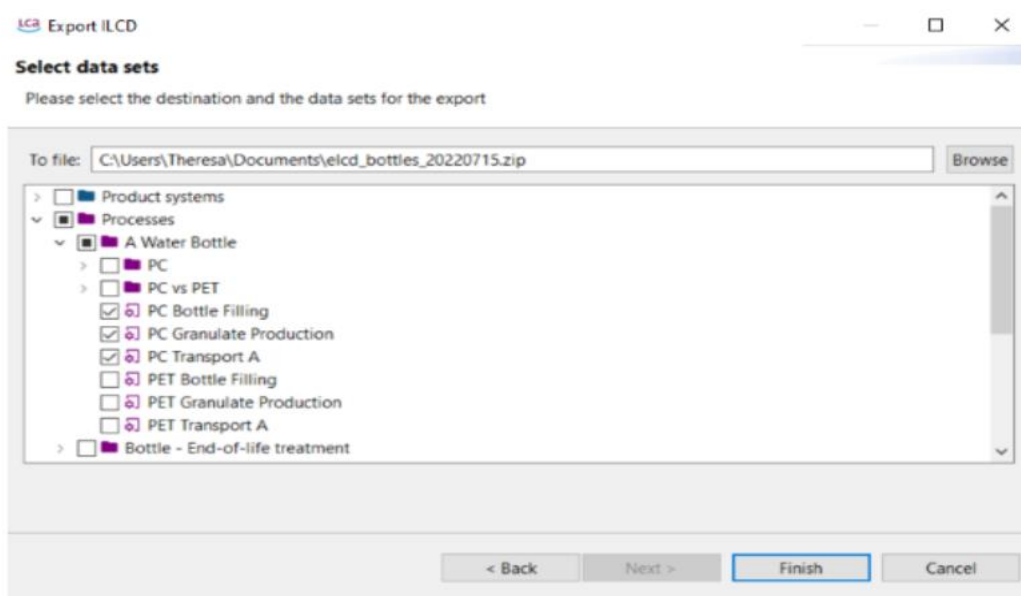 LCA Export ILCD
Select data sets
Please select the destination and the data sets for the export
To file: C:\Users\Theresa\Documents\elcd_bottles_20220715.zip Browse
Product systems
Processes
A Water Bottle
PC
PC vs PET
PC Bottle Filling
PC Granulate Production
PC Transport A
PET Bottle Filling
PET Granulate Production
PET Transport A
Bottle - End-of-life treatment
< Back Next > Finish Cancel